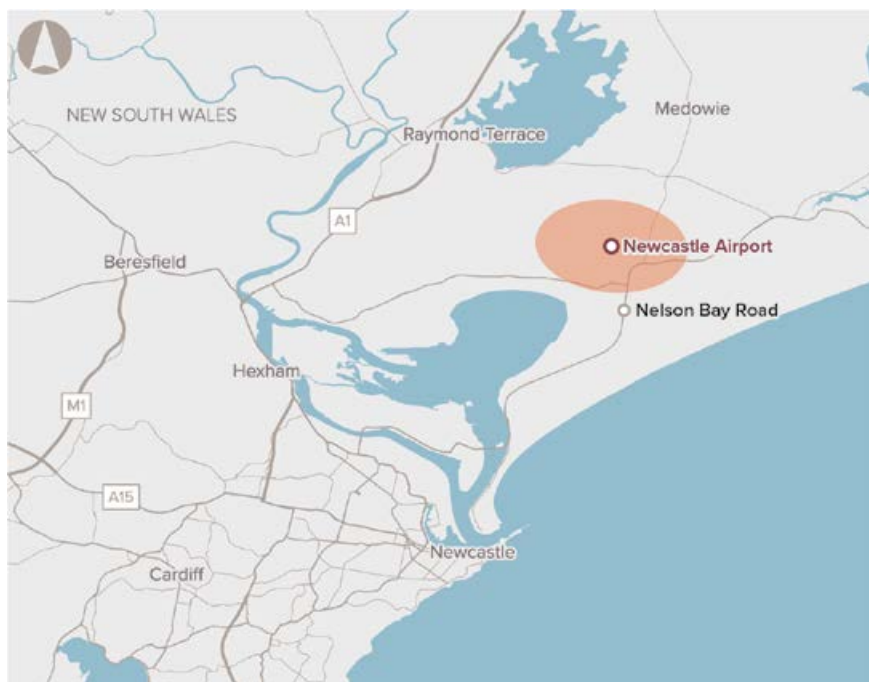 Medowie
NEW SOUTH WALES
Raymond Terrace
A1
Newcastle Airport
Beresfield
Nelson Bay Road
Hexham
M1
A15
Newcastle
Cardiff